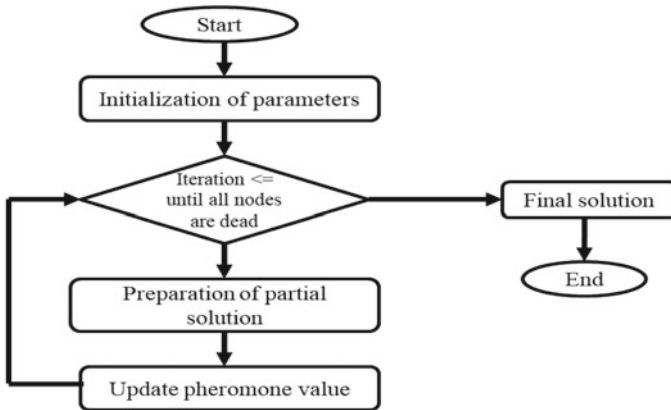 Start
Initialization of parameters
Iteration <=
until all nodes
are dead
Final solution
End
Preparation of partial
solution
Update pheromone value